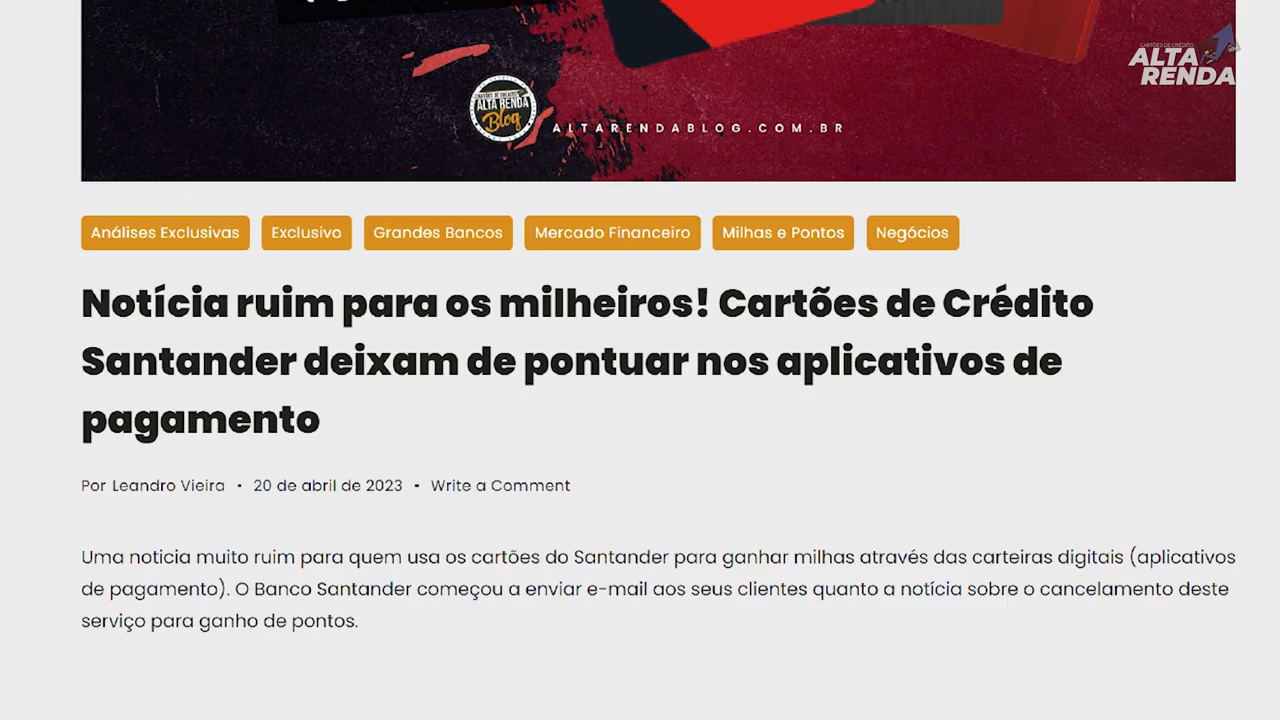 CARTÕES DE CRÉDITO
ALTA
RENDA
ALTA RENDA
Blog
ALTARENDABLOG.COM.BR
Análises Exclusivas Exclusivo Grandes Bancos Mercado Financeiro Milhas e Pontos Negócios
Notícia ruim para os milheiros! Cartões de Crédito
Santander deixam de pontuar nos aplicativos de
pagamento
Por Leandro Vieira • 20 de abril de 2023 • Write a Comment
Uma noticia muito ruim para quem usa os cartões do Santander para ganhar milhas através das carteiras digitais (aplicativos
de pagamento). O Banco Santander começou a enviar e-mail aos seus clientes quanto a notícia sobre o cancelamento deste
serviço para ganho de pontos.